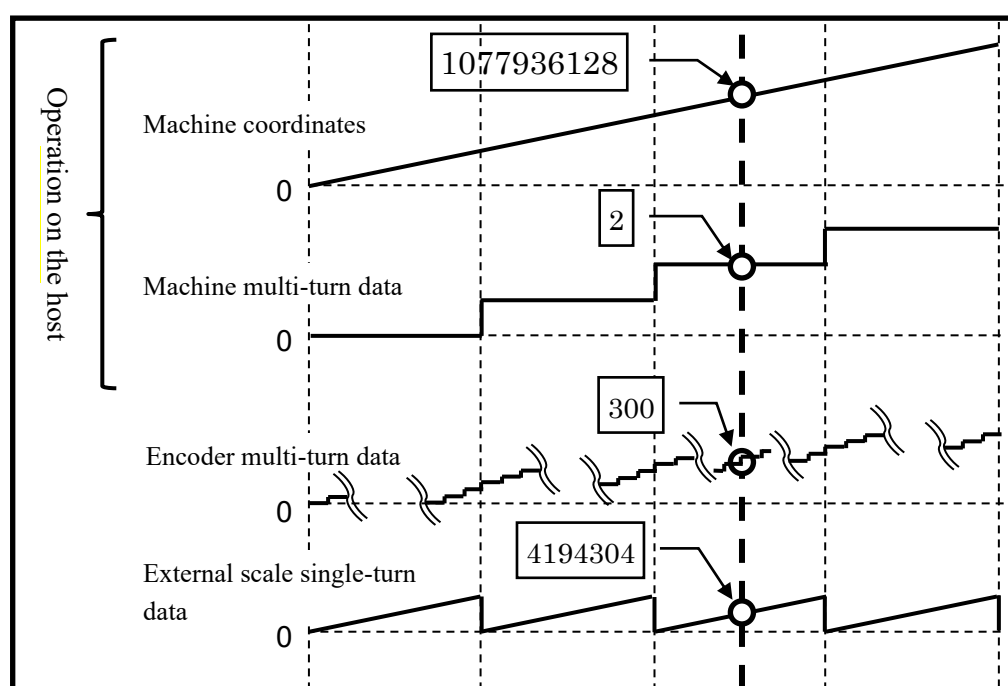 1077936128
Operation on the host
Machine coordinates
0
2
Machine multi-turn data
0
300
Encoder multi-turn data
0
4194304
External scale single-turn
data
0